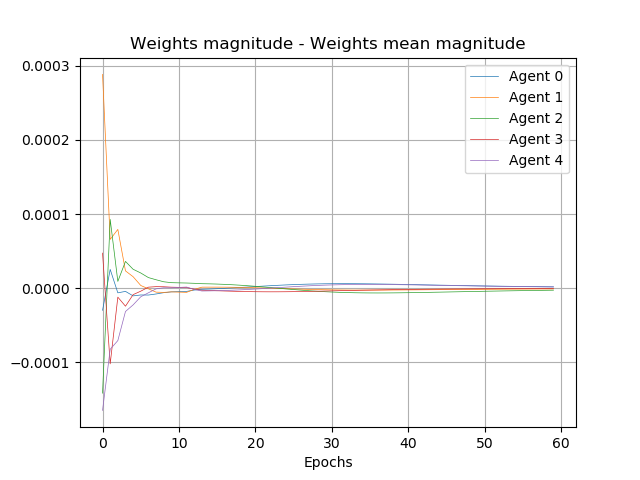 Weights magnitude - Weights mean magnitude
0.0003
0.0002
0.0001
0.0000
−0.0001
Agent 0
Agent 1
Agent 2
Agent 3
Agent 4
0 10 20 30 40 50 60
Epochs